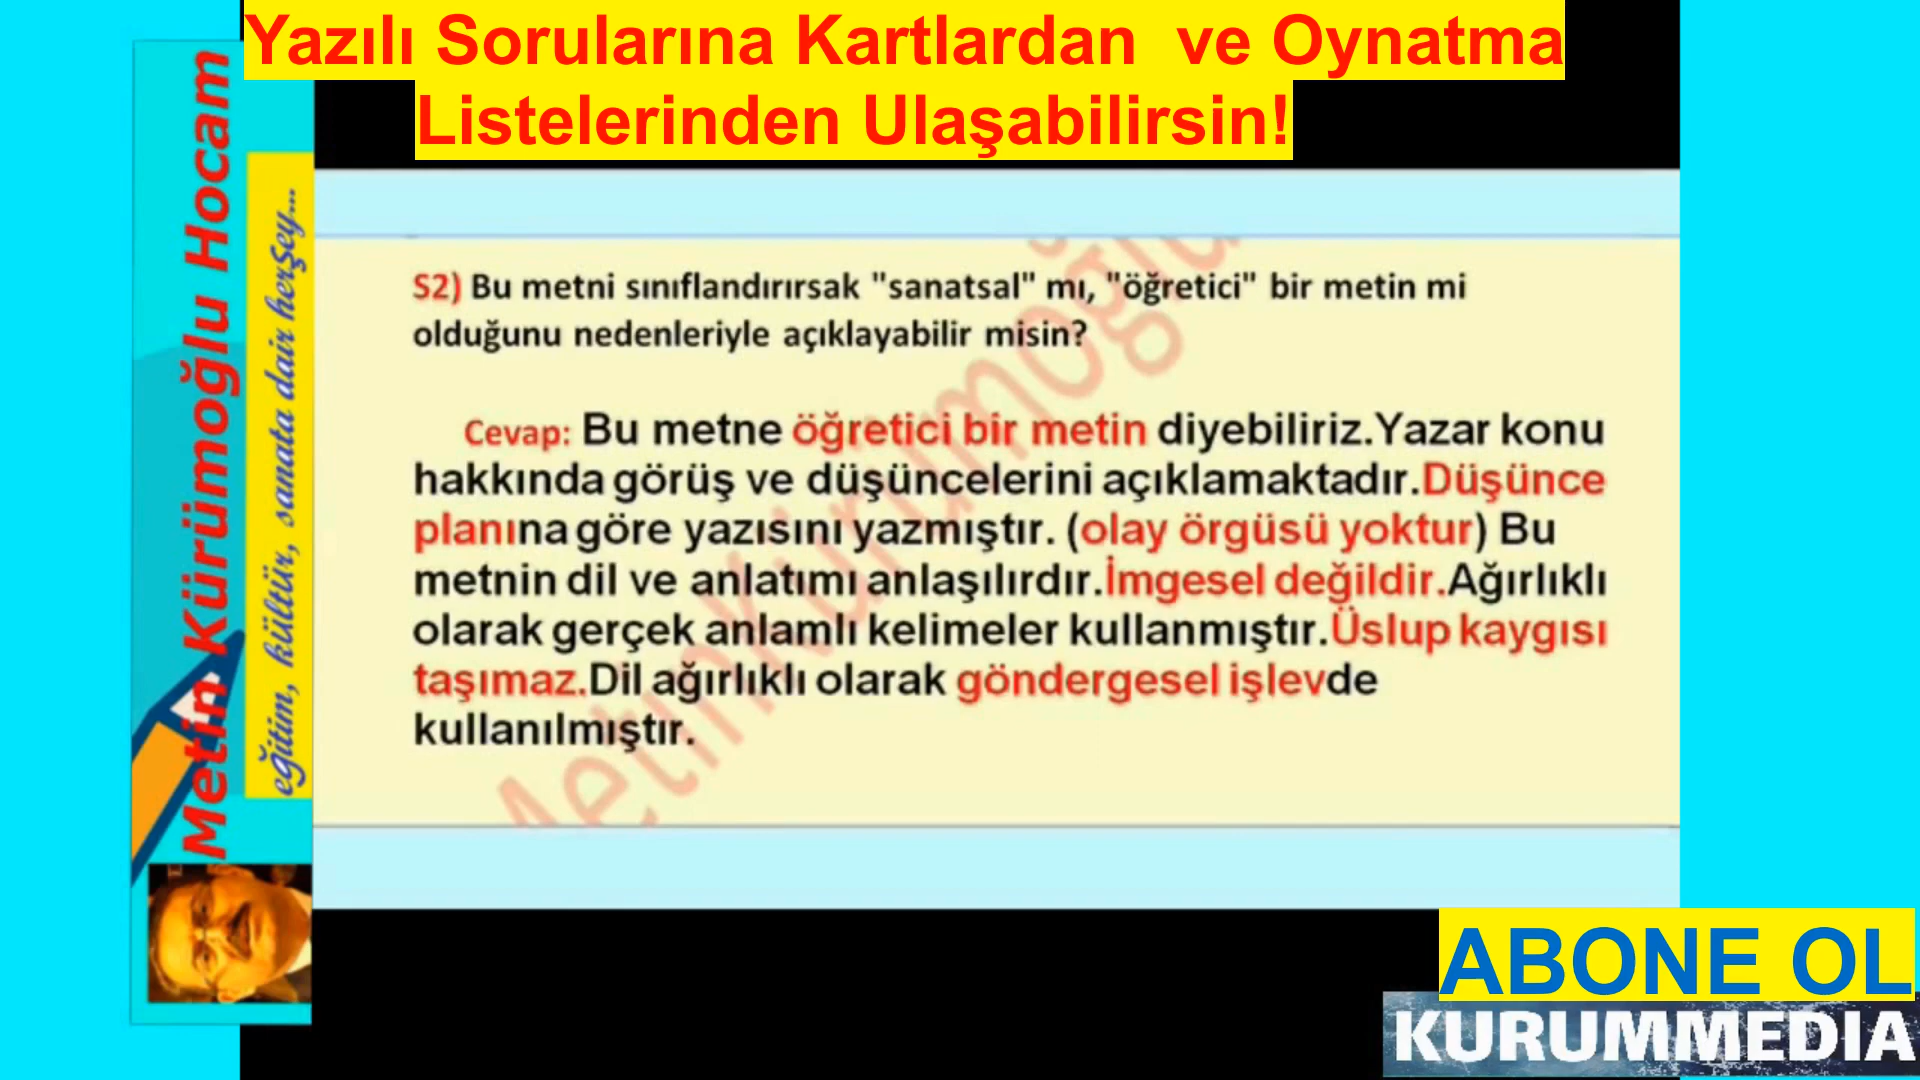 Yazılı Sorularına Kartlardan ve Oynatma
Listelerinden Ulaşabilirsin!
Metin Kürümoğlu Hocam
eğitim, kültür, sanata dair herşey...
S2) Bu metni sınıflandırırsak "sanatsal" mı, "öğretici" bir metin mi
olduğunu nedenleriyle açıklayabilir misin?
Cevap: Bu metne öğretici bir metin diyebiliriz.Yazar konu
hakkında görüş ve düşüncelerini açıklamaktadır.Düşünce
planına göre yazısını yazmıştır. (olay örgüsü yoktur) Bu
metnin dil ve anlatımı anlaşılırdır.İmgesel değildir.Ağırlıklı
olarak gerçek anlamlı kelimeler kullanmıştır.Üslup kaygısı
taşımaz.Dil ağırlıklı olarak göndergesel işlevde
kullanılmıştır.
MetinKürümoğlu
ABONE OL
KURUMMEDIA